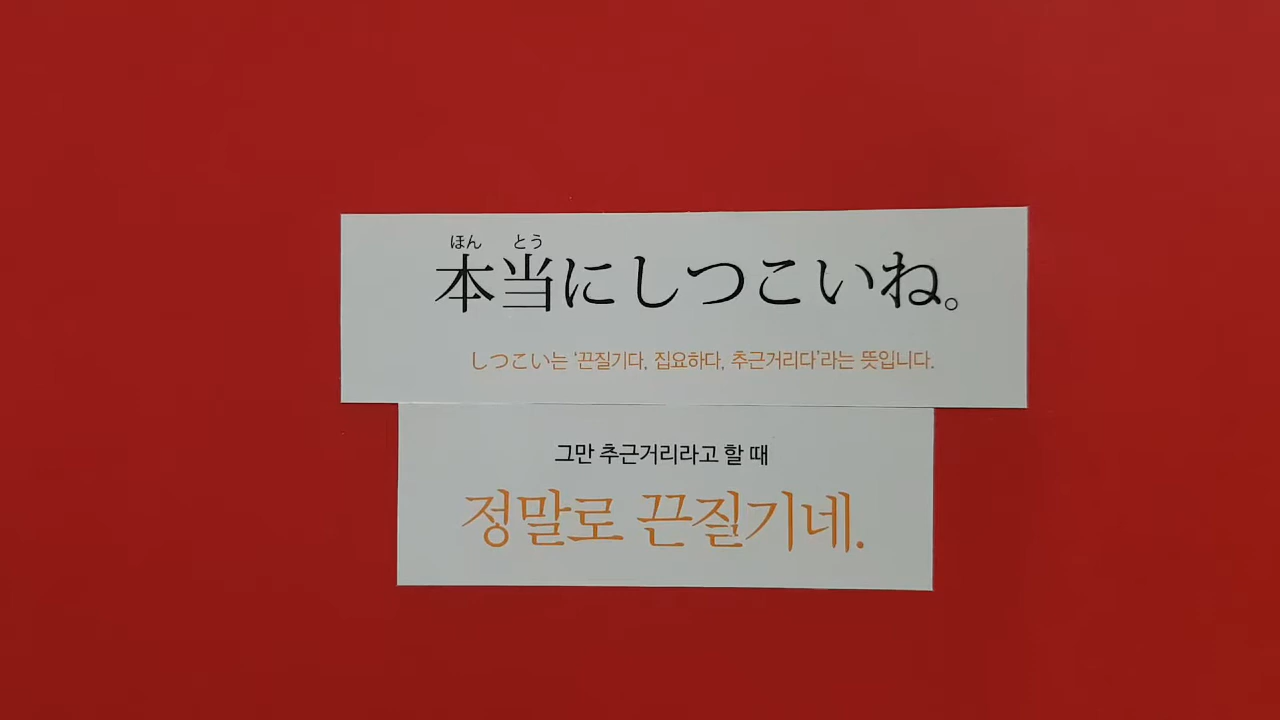 ほん とう
本当にしつこいね。
しつこい는 '끈질기다, 집요하다, 추근거리다'라는 뜻입니다.
그만 추근거리라고 할 때
정말로 끈질기네.